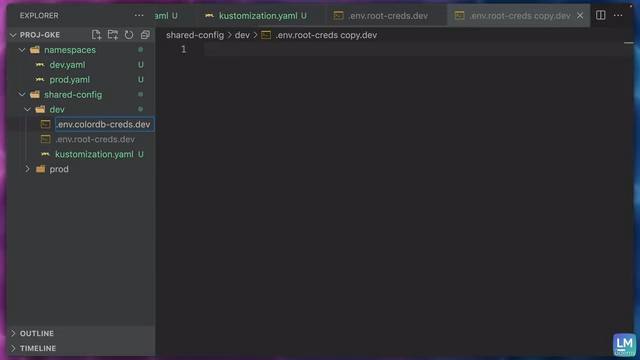 EXPLORER ···
aml U kustomization.yaml U .env.root-creds.dev .env.root-creds copy.dev × ···
PROJ-GKE
shared-config > dev > .env.root-creds copy.dev
namespaces
1
dev.yaml U
prod.yaml U
shared-config
dev
.env.colordb-creds.dev
.env.root-creds.dev
kustomization.yaml U
prod
OUTLINE
TIMELINE
LM